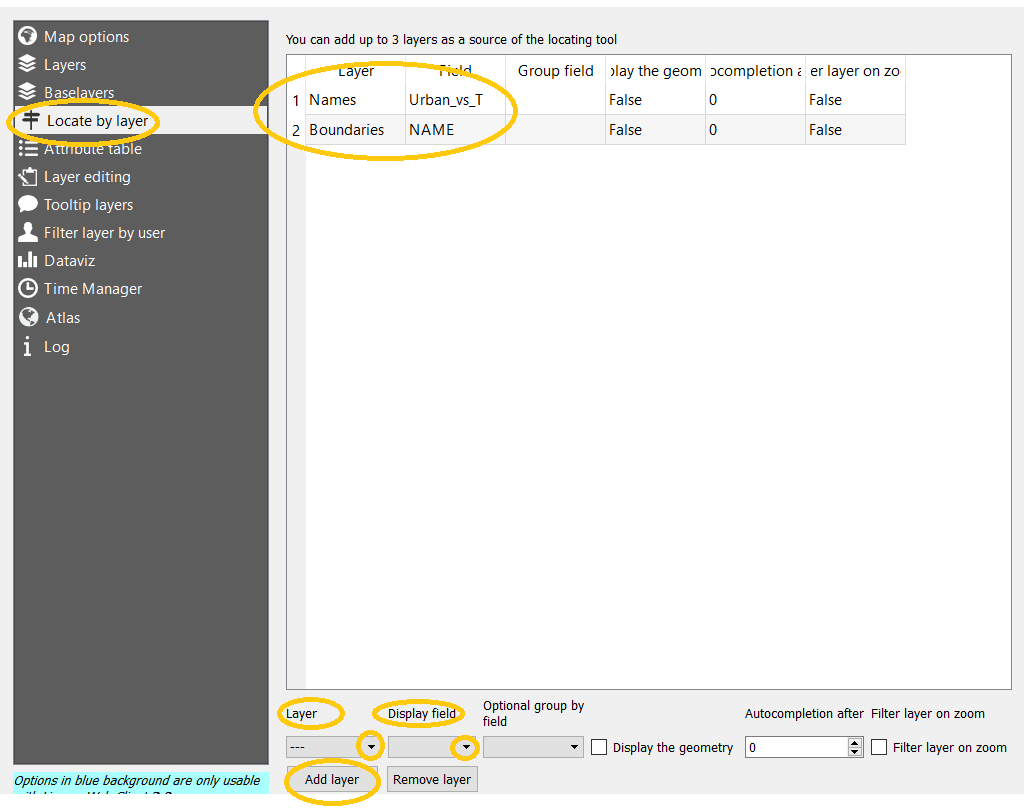 Map options
Layers
Baselayers
Locate by layer
Attribute table
Layer editing
Tooltip layers
Filter layer by user
Dataviz
Time Manager
Atlas
Log
Options in blue background are only usable
You can add up to 3 layers as a source of the locating tool
Layer Field Group field play the geom ocompletion a er layer on zo
1 Names Urban_vs_T False 0 False
2 Boundaries NAME False 0 False
Layer Display field Optional group by field Autocompletion after Filter layer on zoom
--- Display the geometry 0 Filter layer on zoom
Add layer Remove layer